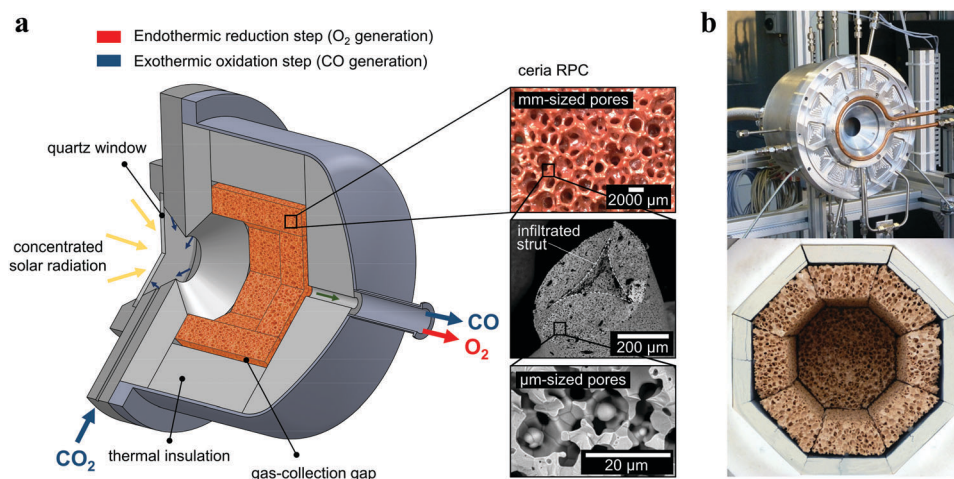 a
Endothermic reduction step (O₂ generation)
Exothermic oxidation step (CO generation)
quartz window
concentrated
solar radiation
CO₂
thermal insulation
gas-collection gap
CO
O₂
ceria RPC
mm-sized pores
2000 µm
infiltrated
strut
200 µm
µm-sized pores
20 µm
b